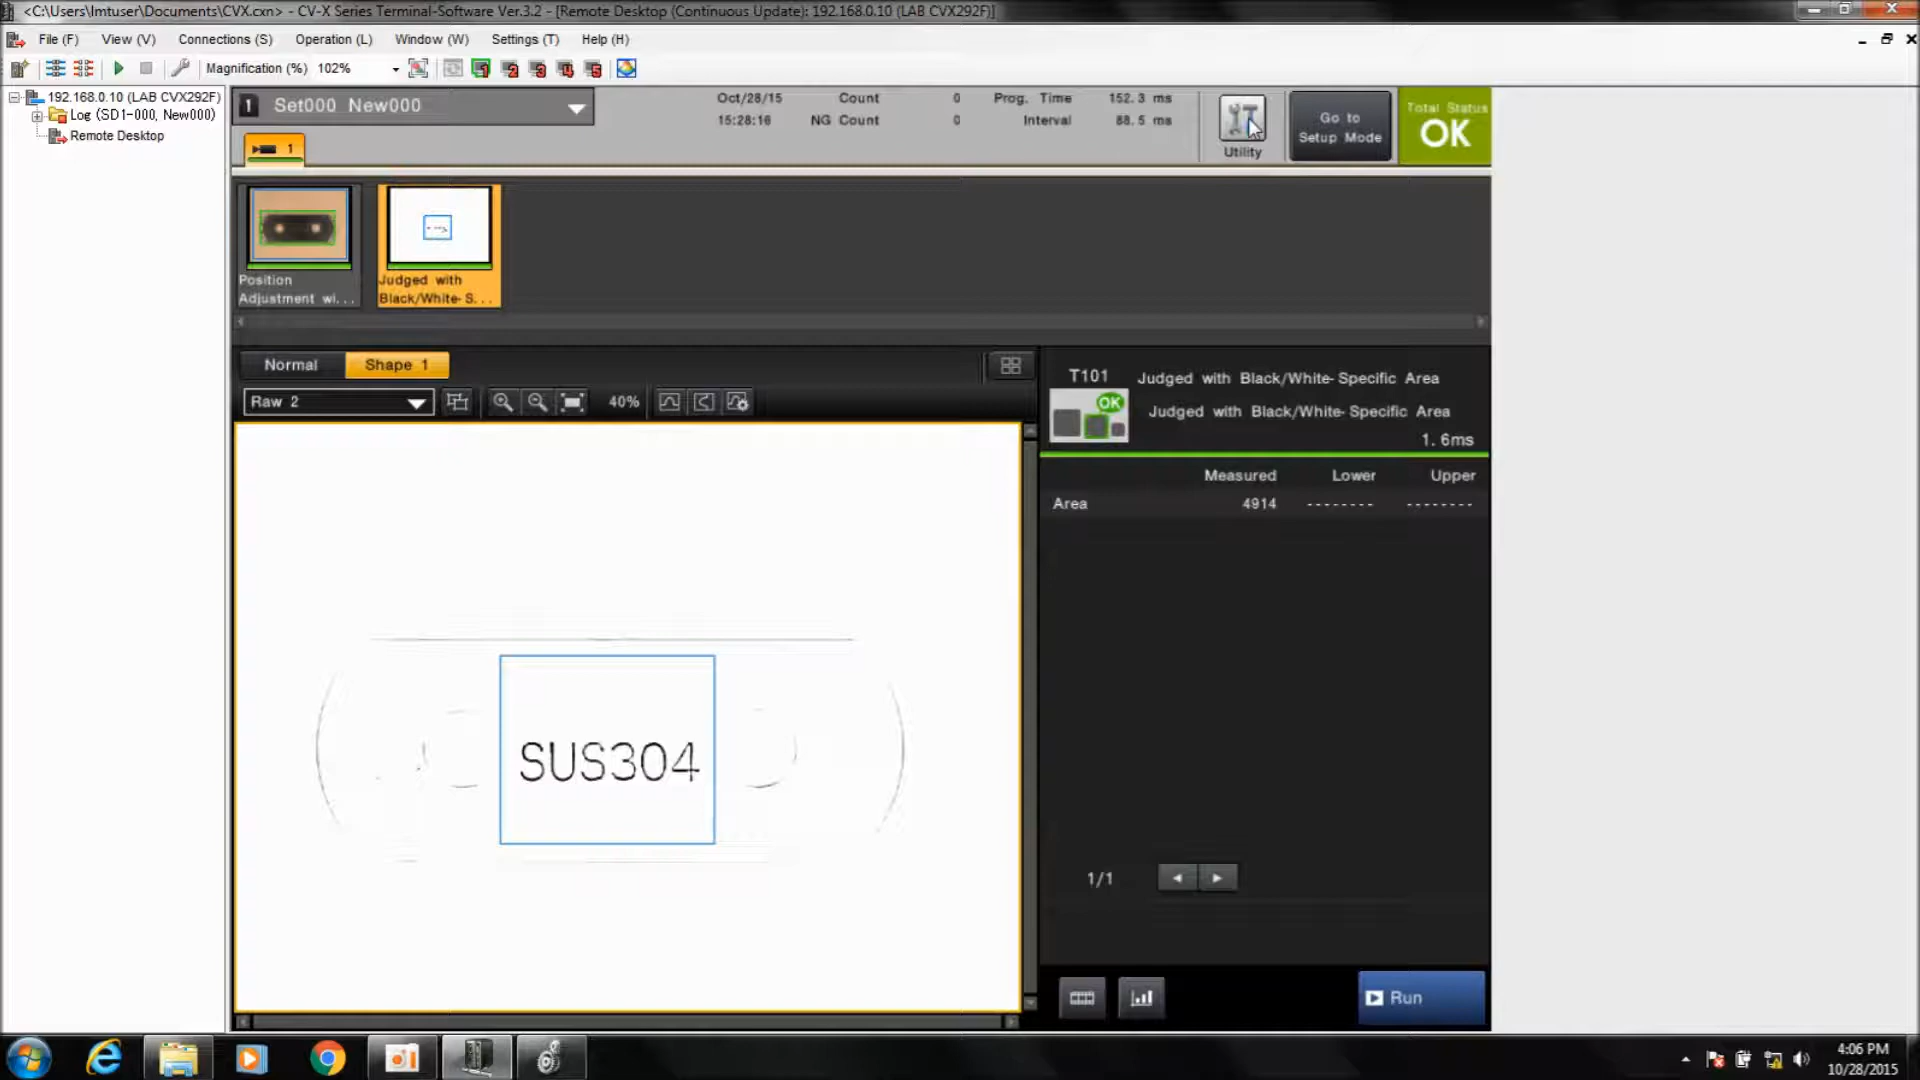 <C:\Users\lmtuser\Documents\CVX.cxn> - CV-X Series Terminal-Software Ver.3.2 - [Remote Desktop (Continuous Update): 192.168.0.10 (LAB CVX292F)]
File (F) View (V) Connections (S) Operation (L) Window (W) Settings (T) Help (H)
Magnification (%) 102% 1 2 3 4 5
192.168.0.10 (LAB CVX292F)
Log (SD1-000, New000)
Remote Desktop
1 Set000 New000
Oct/28/15 Count 0 Prog. Time 152.3 ms
15:28:16 NG Count 0 Interval 88.5 ms
Utility
Go to
Setup Mode
Total Status
OK
1
Position
Adjustment wi...
Judged with
Black/White-S...
Normal Shape 1
Raw 2 40%
SUS304
T101 Judged with Black/White-Specific Area
OK
Judged with Black/White-Specific Area
1.6ms
Measured Lower Upper
Area 4914 -------- --------
1/1
Run
4:06 PM
10/28/2015